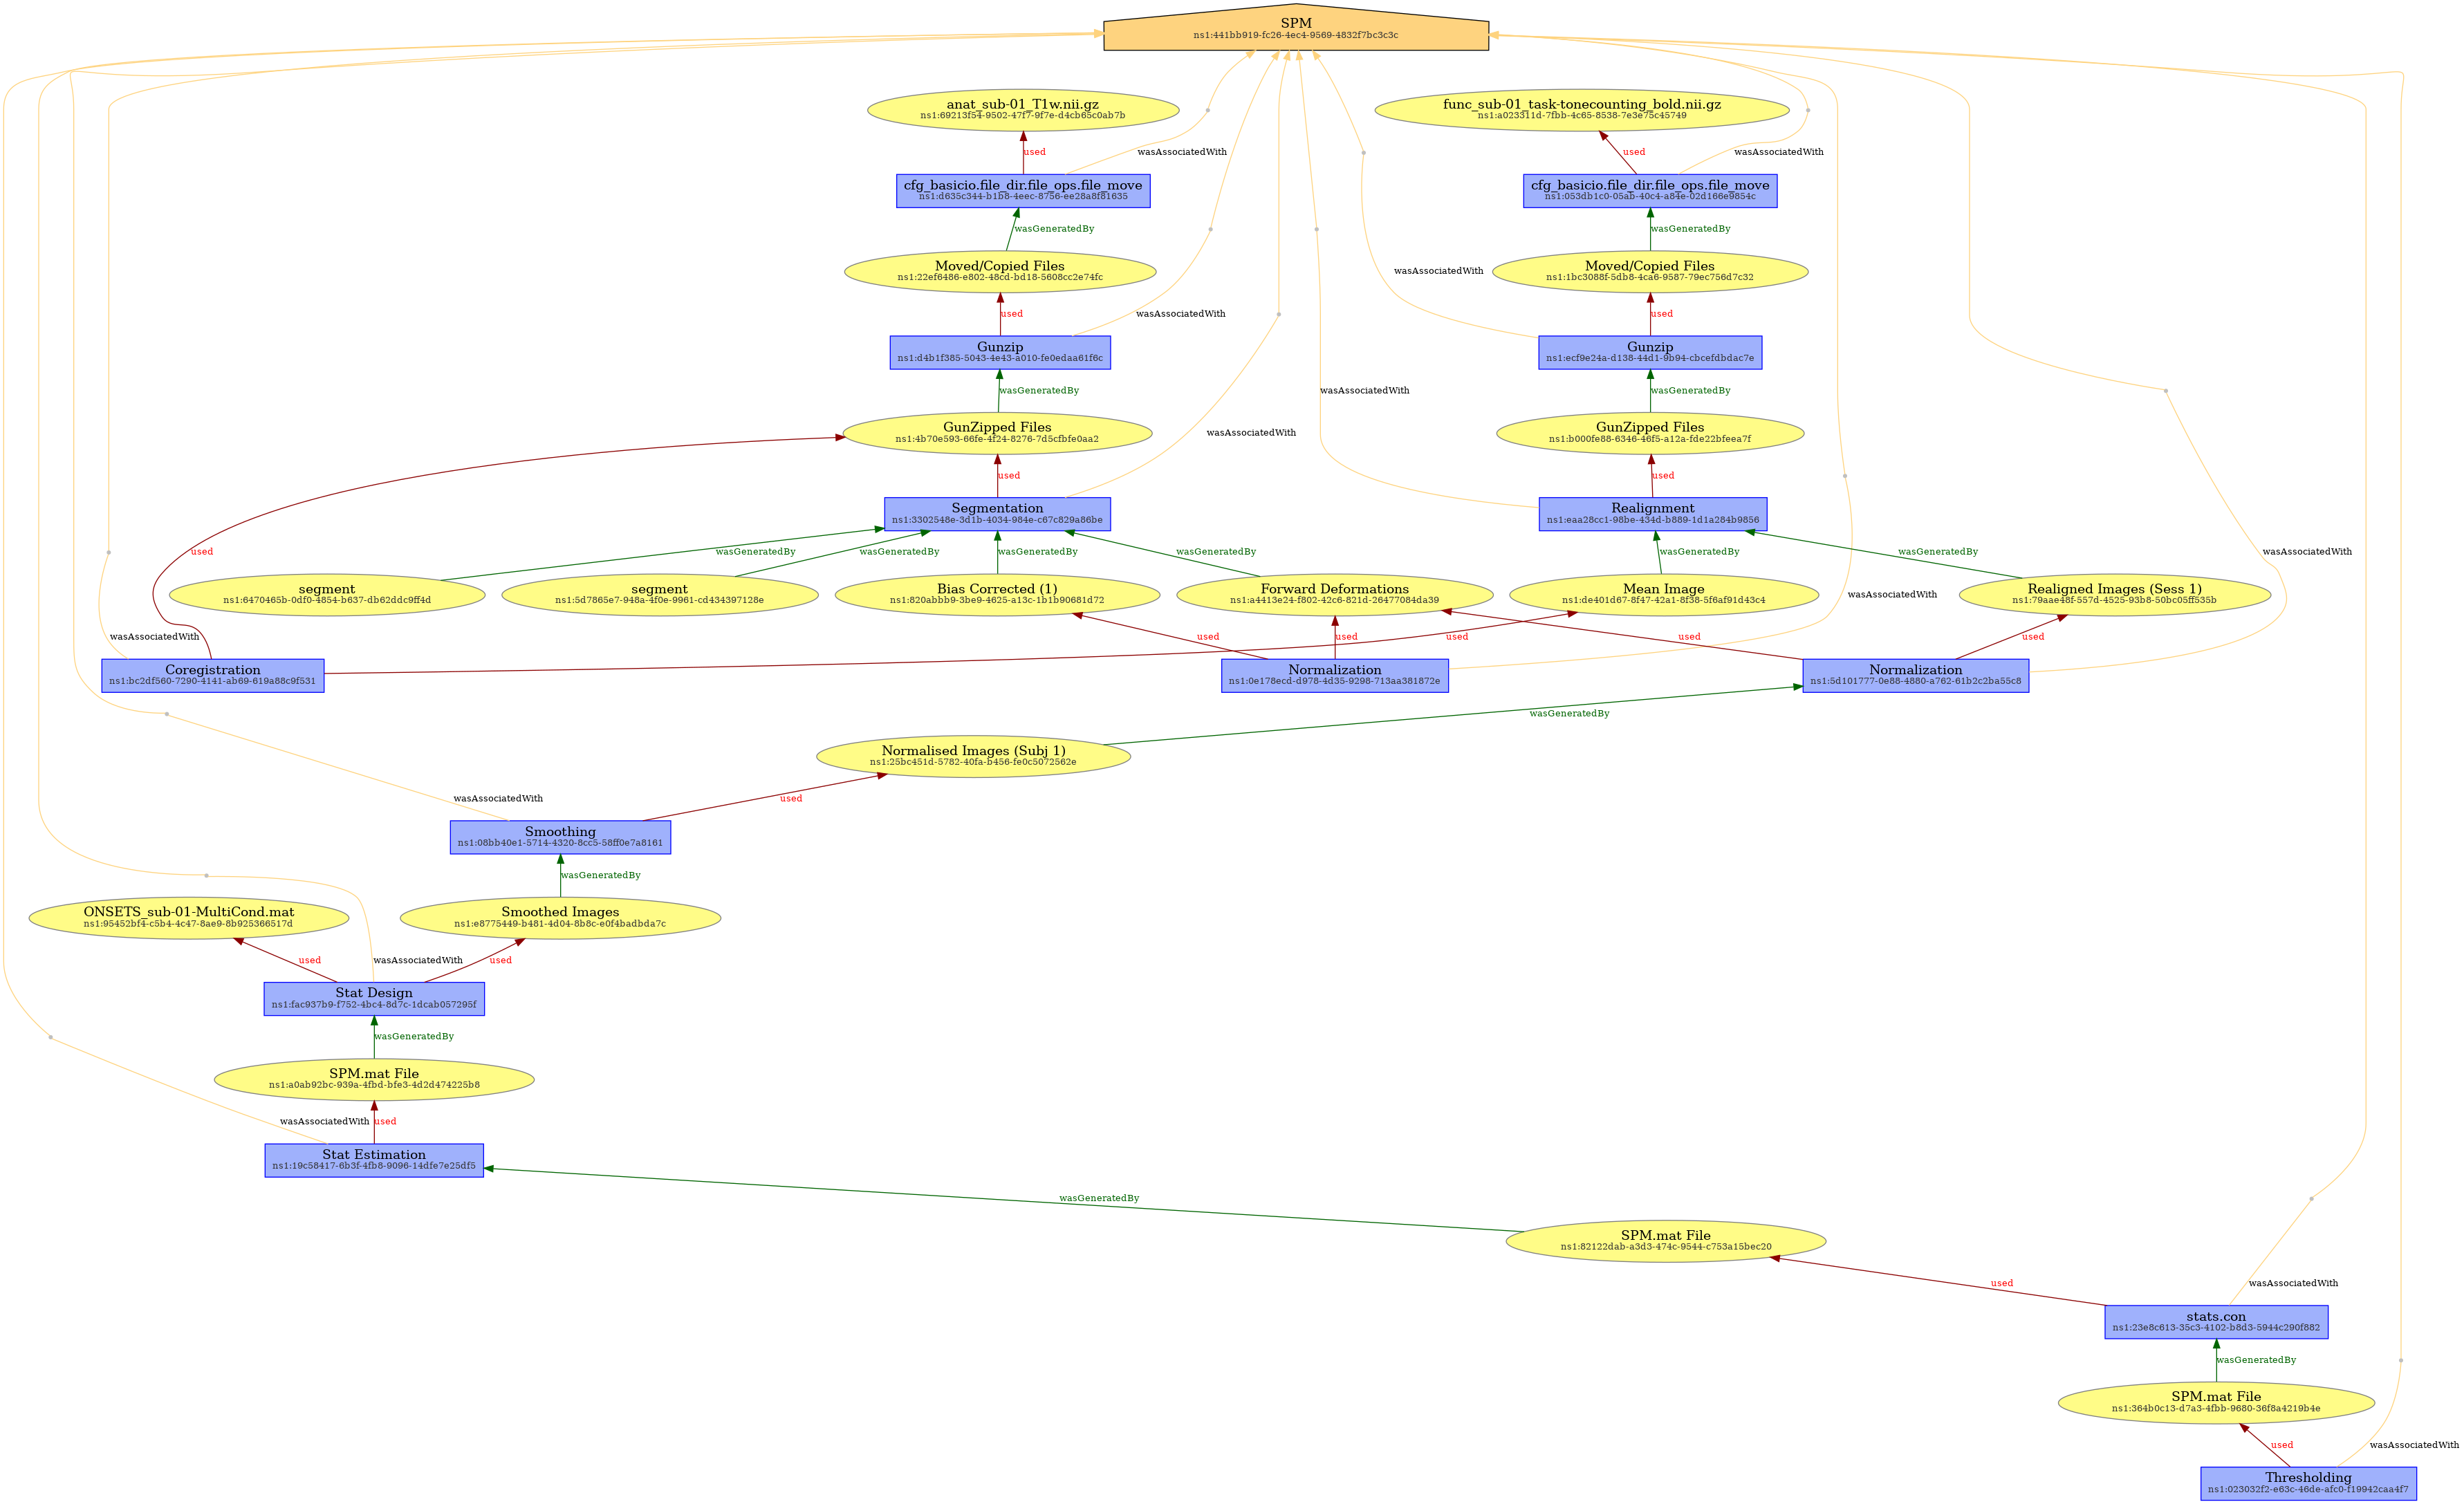 SPM
ns1:441bb919-fc26-4ec4-9569-4832f7bc3c3c
anat_sub-01_T1w.nii.gz
ns1:69213f54-9502-47f7-9f7e-d4cb65c0ab7b
func_sub-01_task-tonecounting_bold.nii.gz
ns1:a023311d-7fbb-4c65-8538-7e3e75c45749
used
wasAssociatedWith
used
wasAssociatedWith
cfg_basicio.file_dir.file_ops.file_move
ns1:d635c344-b1b8-4eec-8756-ee28a8f81635
cfg_basicio.file_dir.file_ops.file_move
ns1:053db1c0-05ab-40c4-a84e-02d166e9854c
wasGeneratedBy
wasGeneratedBy
Moved/Copied Files
ns1:22ef6486-e802-48cd-bd18-5608cc2e74fc
wasAssociatedWith
Moved/Copied Files
ns1:1bc3088f-5db8-4ca6-9587-79ec756d7c32
used
wasAssociatedWith
used
Gunzip
ns1:d4b1f385-5043-4e43-a010-fe0edaa61f6c
Gunzip
ns1:ecf9e24a-d138-44d1-9b94-cbcefdbdac7e
wasGeneratedBy
wasAssociatedWith
wasGeneratedBy
GunZipped Files
ns1:4b70e593-66fe-4f24-8276-7d5cfbfe0aa2
wasAssociatedWith
GunZipped Files
ns1:b000fe88-6346-46f5-a12a-fde22bfeea7f
used
used
Segmentation
ns1:3302548e-3d1b-4034-984e-c67c829a86be
Realignment
ns1:eaa28cc1-98be-434d-b889-1d1a284b9856
used
wasGeneratedBy
wasGeneratedBy
wasGeneratedBy
wasGeneratedBy
wasGeneratedBy
wasGeneratedBy
wasAssociatedWith
segment
ns1:6470465b-0df0-4854-b637-db62ddc9ff4d
segment
ns1:5d7865e7-948a-4f0e-9961-cd434397128e
Bias Corrected (1)
ns1:820abbb9-3be9-4625-a13c-1b1b90681d72
Forward Deformations
ns1:a4413e24-f802-42c6-821d-26477084da39
Mean Image
ns1:de401d67-8f47-42a1-8f38-5f6af91d43c4
wasAssociatedWith
Realigned Images (Sess 1)
ns1:79aae48f-557d-4525-93b8-50bc05ff535b
wasAssociatedWith
used
used
used
used
used
Coregistration
ns1:bc2df560-7290-4141-ab69-619a88c9f531
Normalization
ns1:0e178ecd-d978-4d35-9298-713aa381872e
Normalization
ns1:5d101777-0e88-4880-a762-61b2c2ba55c8
wasGeneratedBy
Normalised Images (Subj 1)
ns1:25bc451d-5782-40fa-b456-fe0c5072562e
wasAssociatedWith
used
Smoothing
ns1:08bb40e1-5714-4320-8cc5-58ff0e7a8161
wasGeneratedBy
ONSETS_sub-01-MultiCond.mat
ns1:95452bf4-c5b4-4c47-8ae9-8b925366517d
Smoothed Images
ns1:e8775449-b481-4d04-8b8c-e0f4badbda7c
used
wasAssociatedWith
used
Stat Design
ns1:fac937b9-f752-4bc4-8d7c-1dcab057295f
wasGeneratedBy
SPM.mat File
ns1:a0ab92bc-939a-4fbd-bfe3-4d2d474225b8
wasAssociatedWith
used
Stat Estimation
ns1:19c58417-6b3f-4fb8-9096-14dfe7e25df5
wasGeneratedBy
SPM.mat File
ns1:82122dab-a3d3-474c-9544-c753a15bec20
used
wasAssociatedWith
stats.con
ns1:23e8c613-35c3-4102-b8d3-5944c290f882
wasGeneratedBy
SPM.mat File
ns1:364b0c13-d7a3-4fbb-9680-36f8a4219b4e
used
wasAssociatedWith
Thresholding
ns1:023032f2-e63c-46de-afc0-f19942caa4f7